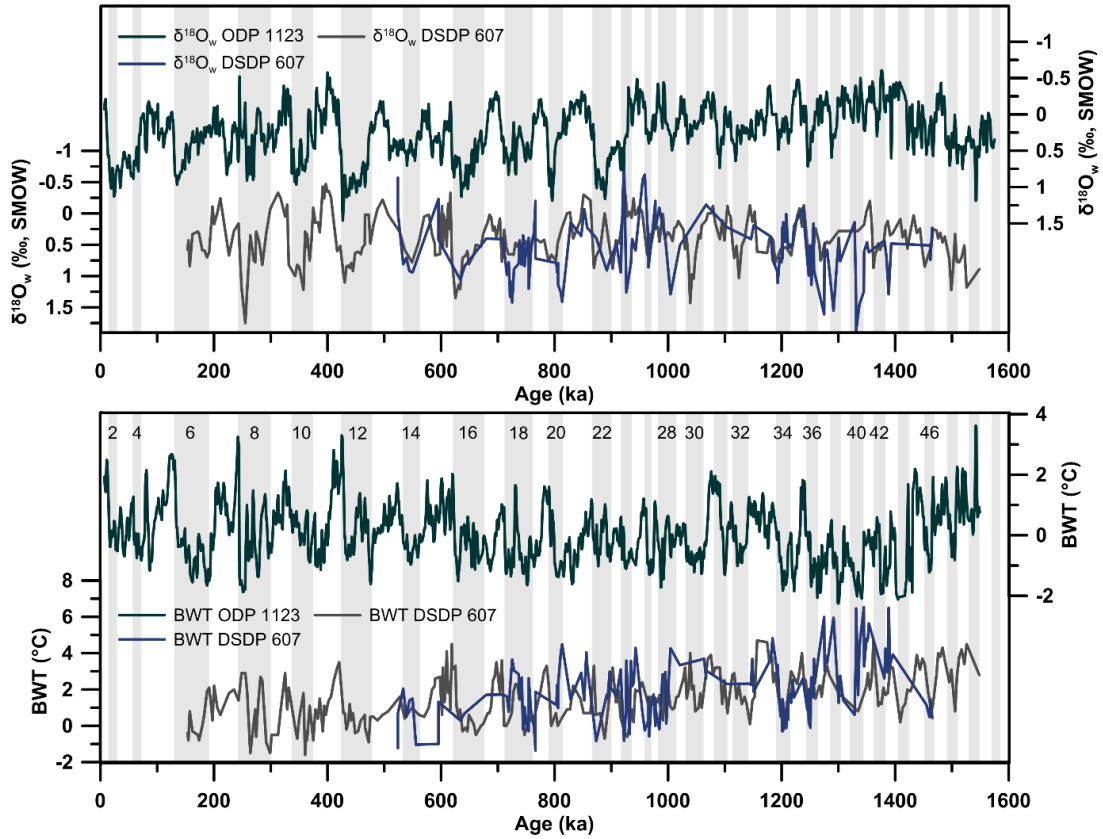 δ¹⁸Ow ODP 1123 δ¹⁸Ow DSDP 607
δ¹⁸Ow DSDP 607
-1
-0.5
0
0.5
1
1.5
δ¹⁸Ow (‰, SMOW)
-1
-0.5
0
0.5
1
1.5
δ¹⁸Ow (‰, SMOW)
0 200 400 600 800 1000 1200 1400 1600
Age (ka)
2 4 6 8 10 12 14 16 18 20 22 28 30 32 34 36 40 42 46
4
2
0
-2
BWT (°C)
BWT ODP 1123 BWT DSDP 607
BWT DSDP 607
8
6
4
2
0
-2
BWT (°C)
0 200 400 600 800 1000 1200 1400 1600
Age (ka)